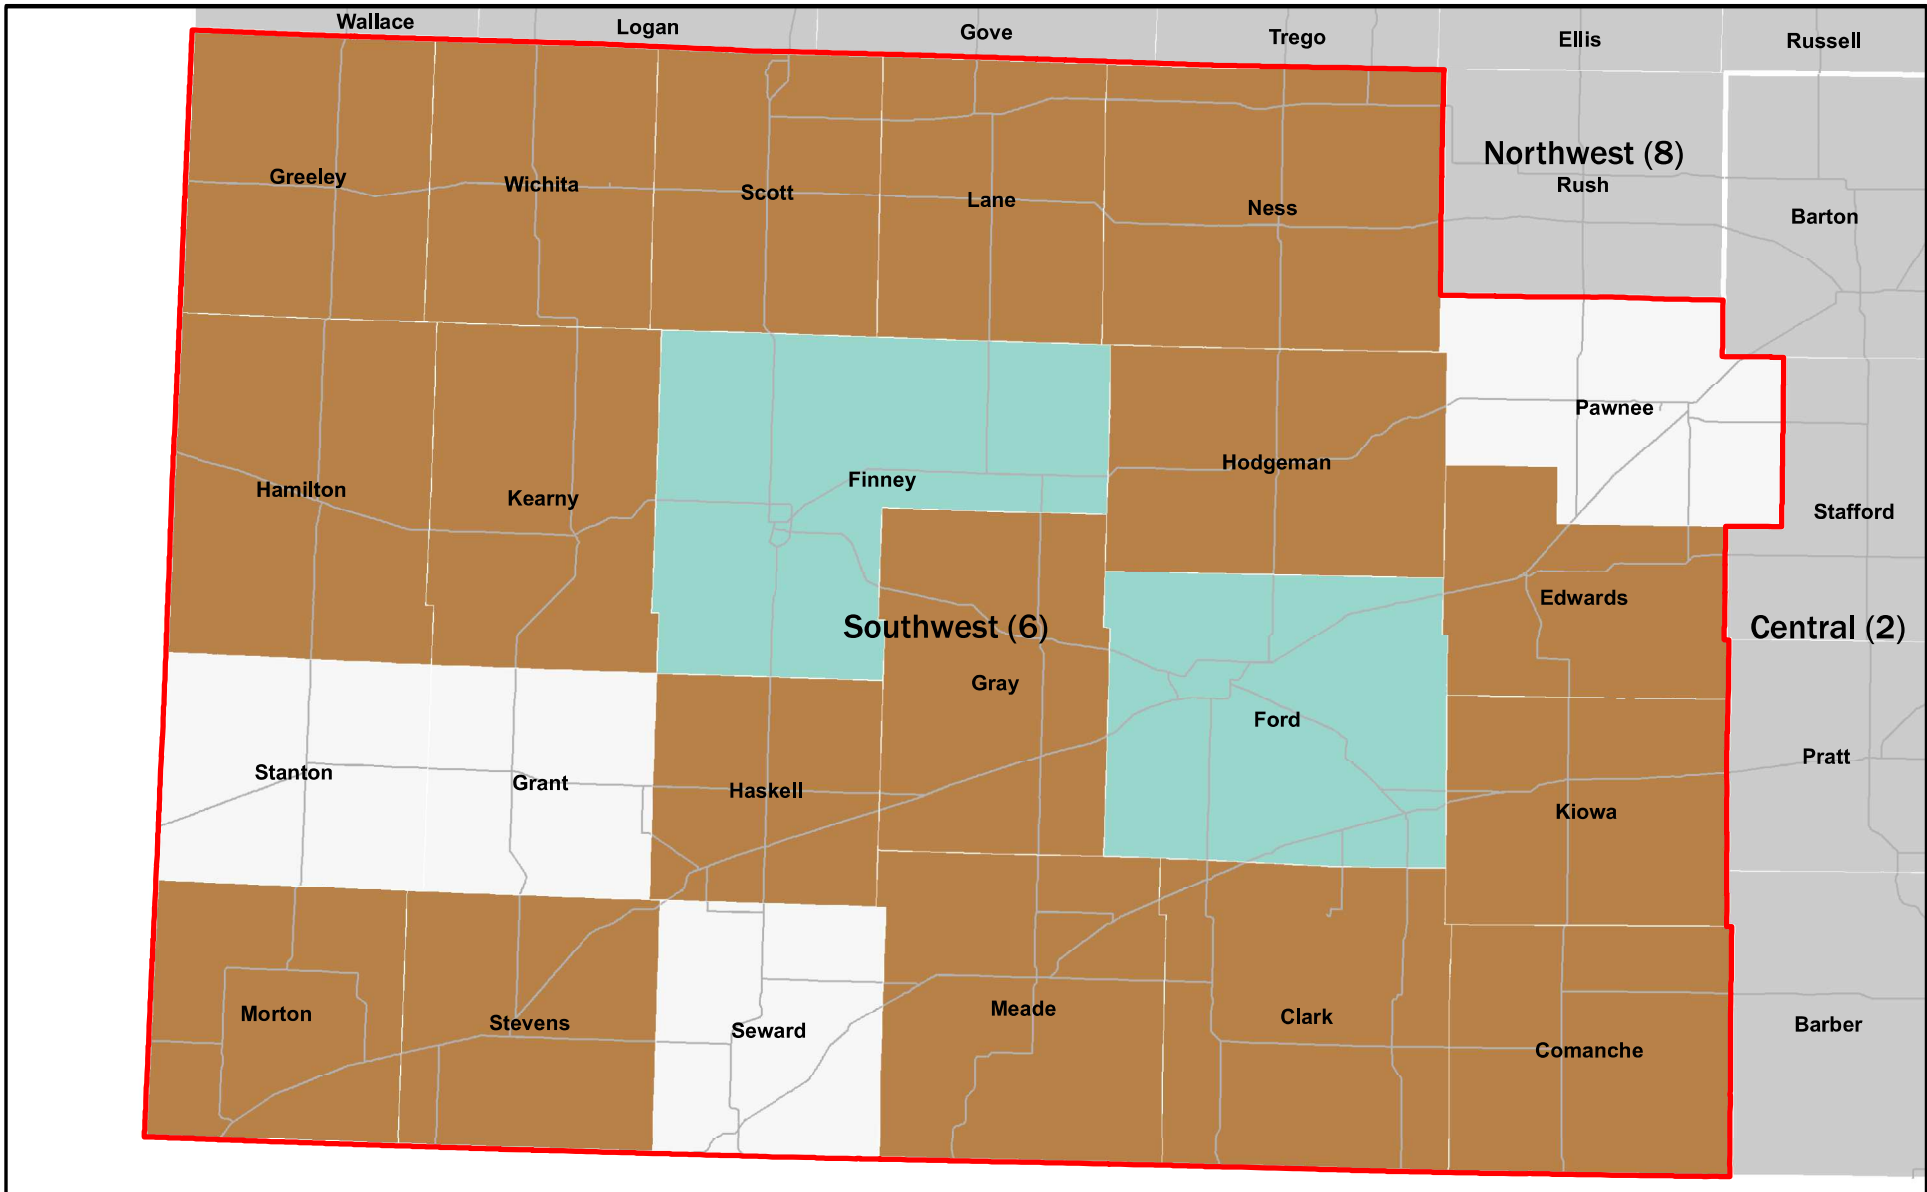 Wallace
Logan
Gove
Trego
Ellis
Russell
Northwest (8)
Greeley
Wichita
Scott
Lane
Ness
Rush
Barton
Pawnee
Hamilton
Kearny
Finney
Hodgeman
Stafford
Edwards
Southwest (6)
Central (2)
Gray
Ford
Stanton
Grant
Haskell
Kiowa
Pratt
Morton
Stevens
Seward
Meade
Clark
Comanche
Barber